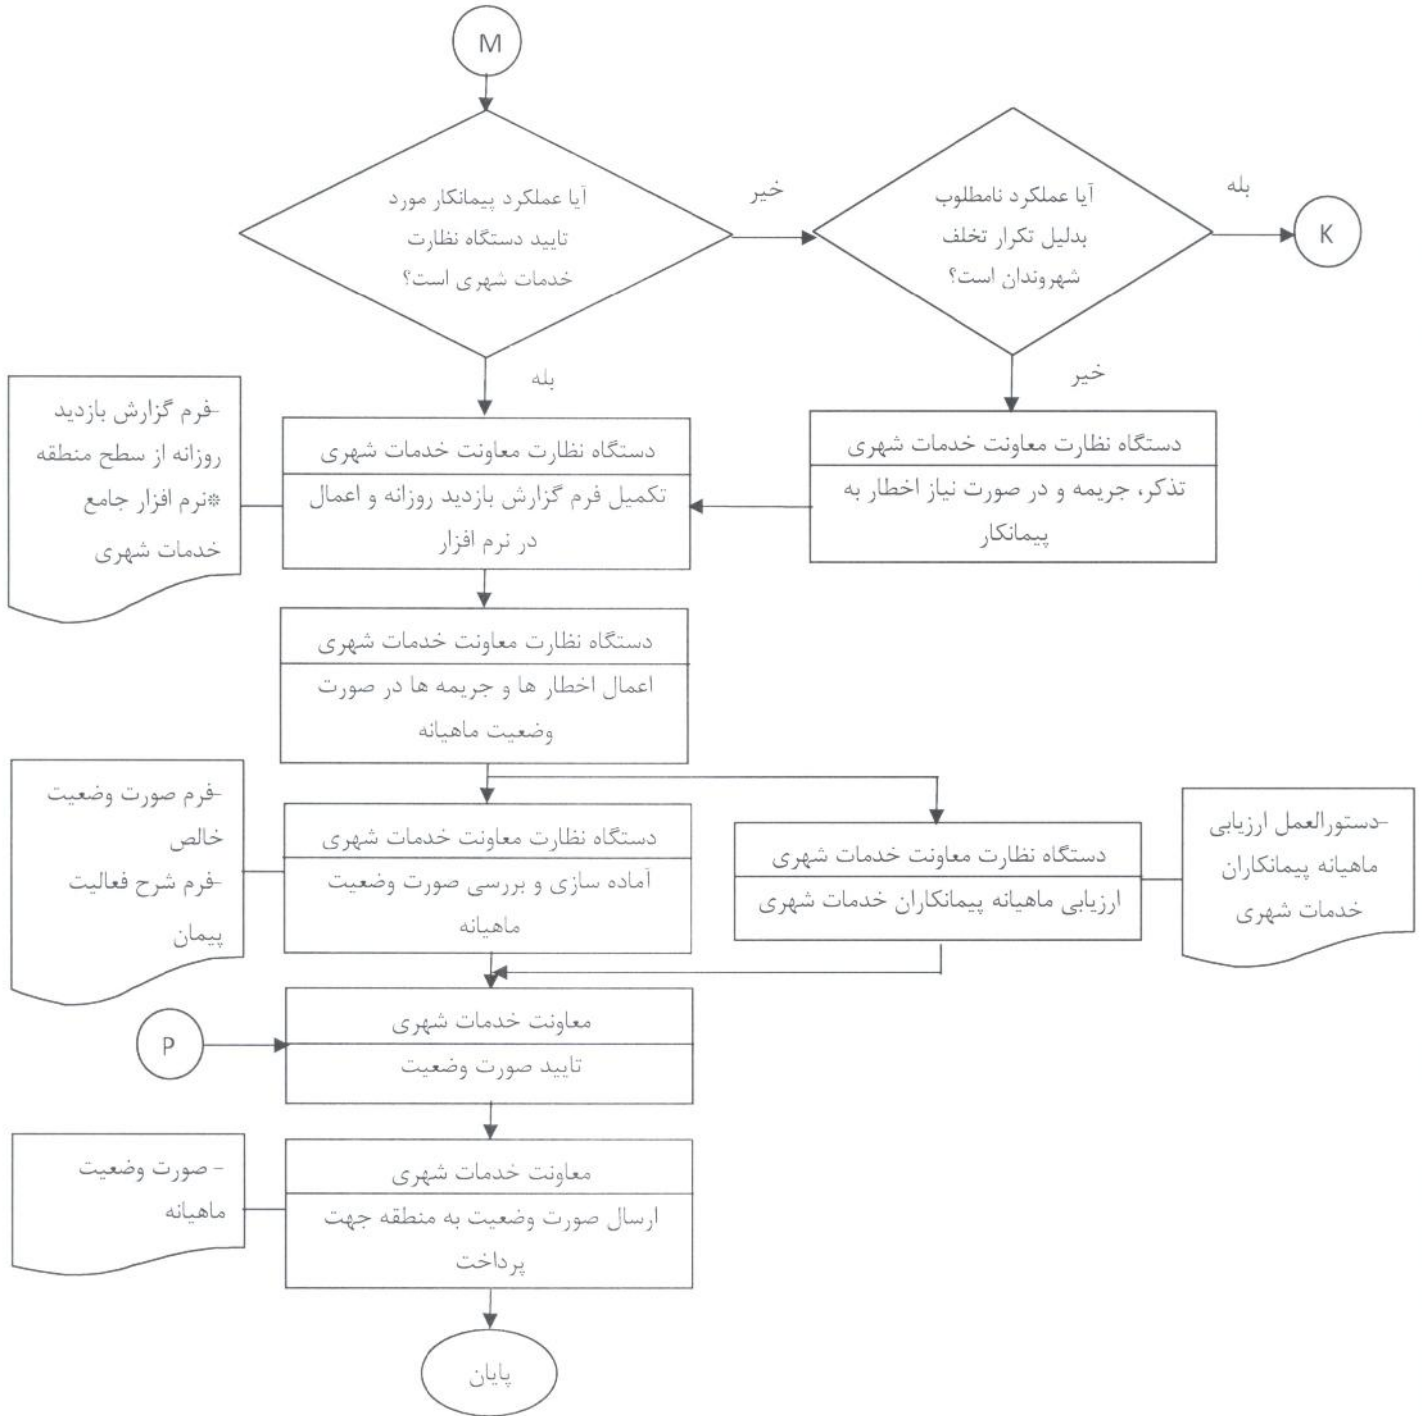 M
آیا عملکرد پیمانکار مورد
تایید دستگاه نظارت
خدمات شهری است؟
خیر
آیا عملکرد نامطلوب
بدلیل تکرار تخلف
شهروندان است؟
بله
K
بله
خیر
-فرم گزارش بازدید
روزانه از سطح منطقه
*نرم افزار جامع
خدمات شهری
دستگاه نظارت معاونت خدمات شهری
تکمیل فرم گزارش بازدید روزانه و اعمال
در نرم افزار
دستگاه نظارت معاونت خدمات شهری
تذکر، جریمه و در صورت نیاز اخطار به
پیمانکار
دستگاه نظارت معاونت خدمات شهری
اعمال اخطار ها و جریمه ها در صورت
وضعیت ماهیانه
-فرم صورت وضعیت
خالص
-فرم شرح فعالیت
پیمان
دستگاه نظارت معاونت خدمات شهری
آماده سازی و بررسی صورت وضعیت
ماهیانه
دستگاه نظارت معاونت خدمات شهری
ارزیابی ماهیانه پیمانکاران خدمات شهری
-دستورالعمل ارزیابی
ماهیانه پیمانکاران
خدمات شهری
P
معاونت خدمات شهری
تایید صورت وضعیت
- صورت وضعیت
ماهیانه
معاونت خدمات شهری
ارسال صورت وضعیت به منطقه جهت
پرداخت
پایان